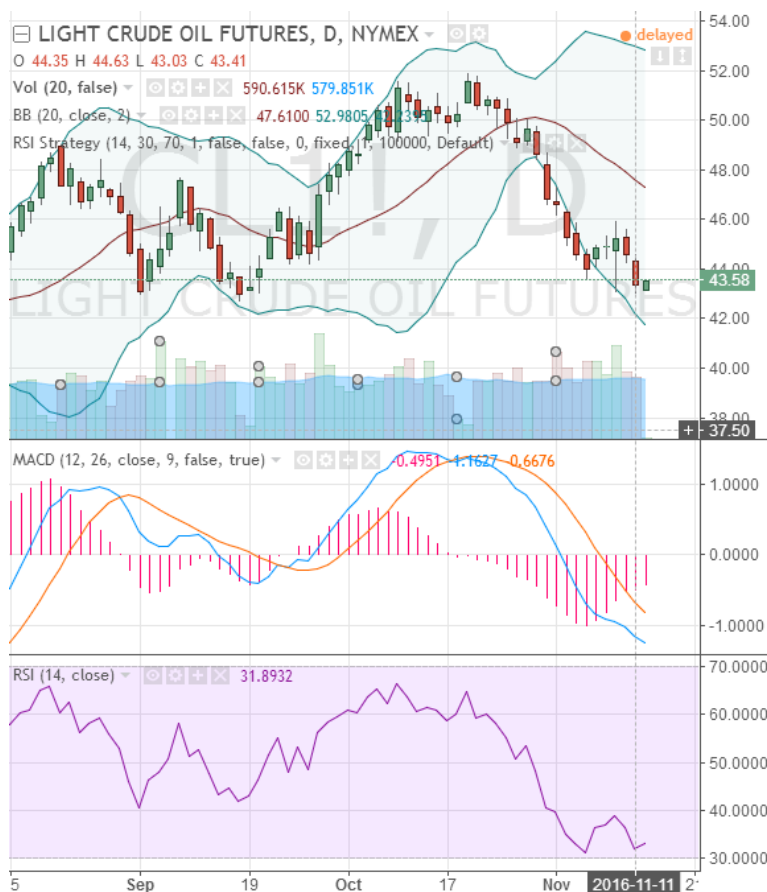 LIGHT CRUDE OIL FUTURES, D, NYMEX
delayed
O 44.35 H 44.63 L 43.03 C 43.41
Vol (20, false) 590.615K 579.851K
BB (20, close, 2) 47.6100 52.9805
RSI Strategy (14, 30, 70, 1, false, false, 0, fixed, 1, 100000, Default)
CL1!, D
LIGHT CRUDE OIL FUTURES
54.00
52.00
50.00
48.00
46.00
44.00
43.58
42.00
40.00
38.00
37.50
MACD (12, 26, close, 9, false, true) -0.4951 -1.1627 -0.6676
1.0000
0.0000
-1.0000
RSI (14, close) 31.8932
70.0000
60.0000
50.0000
40.0000
30.0000
Sep 19 Oct 17 Nov 2016-11-11